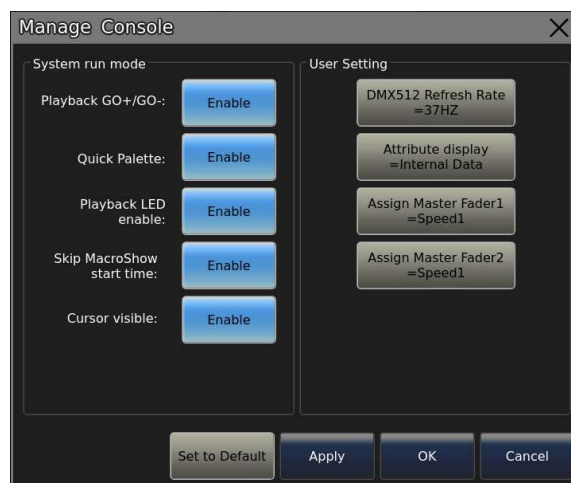 Manage Console
System run mode
Playback GO+/GO-:
Enable
Quick Palette:
Enable
Playback LED
enable:
Enable
Skip MacroShow
start time:
Enable
Cursor visible:
Enable
User Setting
DMX512 Refresh Rate
=37HZ
Attribute display
=Internal Data
Assign Master Fader1
=Speed1
Assign Master Fader2
=Speed1
Set to Default
Apply
OK
Cancel